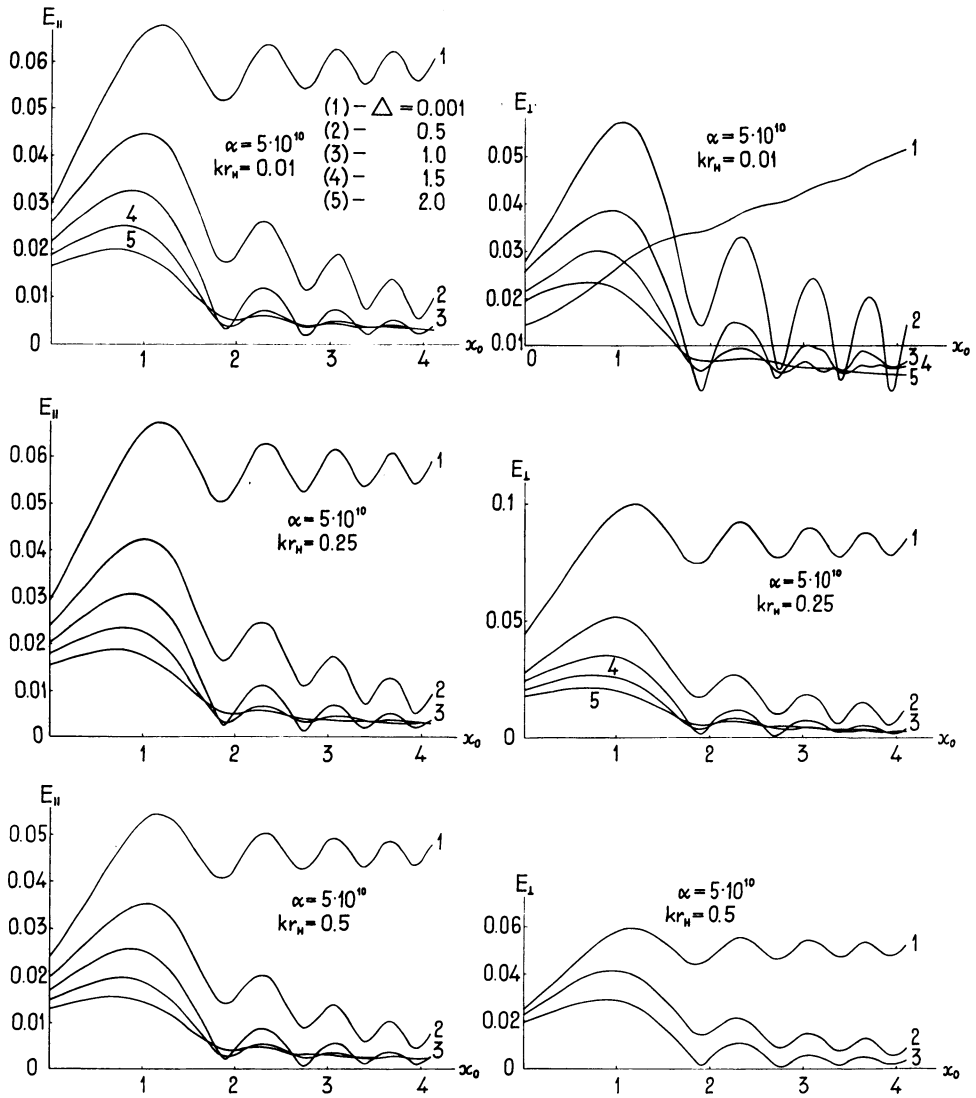 E∥
0.06
0.05
0.04
0.03
0.02
0.01
0
1 2 3 4 x₀
1
2
3
4
5
α = 5·10¹⁰
kr_H = 0.01
(1) – Δ = 0.001
(2) – 0.5
(3) – 1.0
(4) – 1.5
(5) – 2.0
E⊥
0.05
0.04
0.03
0.02
0.01
0 1 2 3 4 x₀
α = 5·10¹⁰
kr_H = 0.01
1
2
3 4
5
E∥
0.06
0.05
0.04
0.03
0.02
0.01
0
1 2 3 4 x₀
α = 5·10¹⁰
kr_H = 0.25
1
2
3
E⊥
0.1
0.05
0
1 2 3 4 x₀
α = 5·10¹⁰
kr_H = 0.25
1
4
5
2
3
E∥
0.05
0.04
0.03
0.02
0.01
0
1 2 3 4 x₀
α = 5·10¹⁰
kr_H = 0.5
1
2
3
E⊥
0.06
0.04
0.02
0
1 2 3 4 x₀
α = 5·10¹⁰
kr_H = 0.5
1
2
3